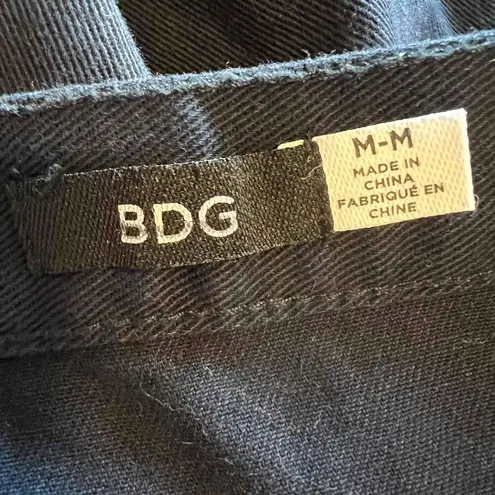 BDG
M-M
MADE IN
CHINA
FABRIQUÉ EN
CHINE